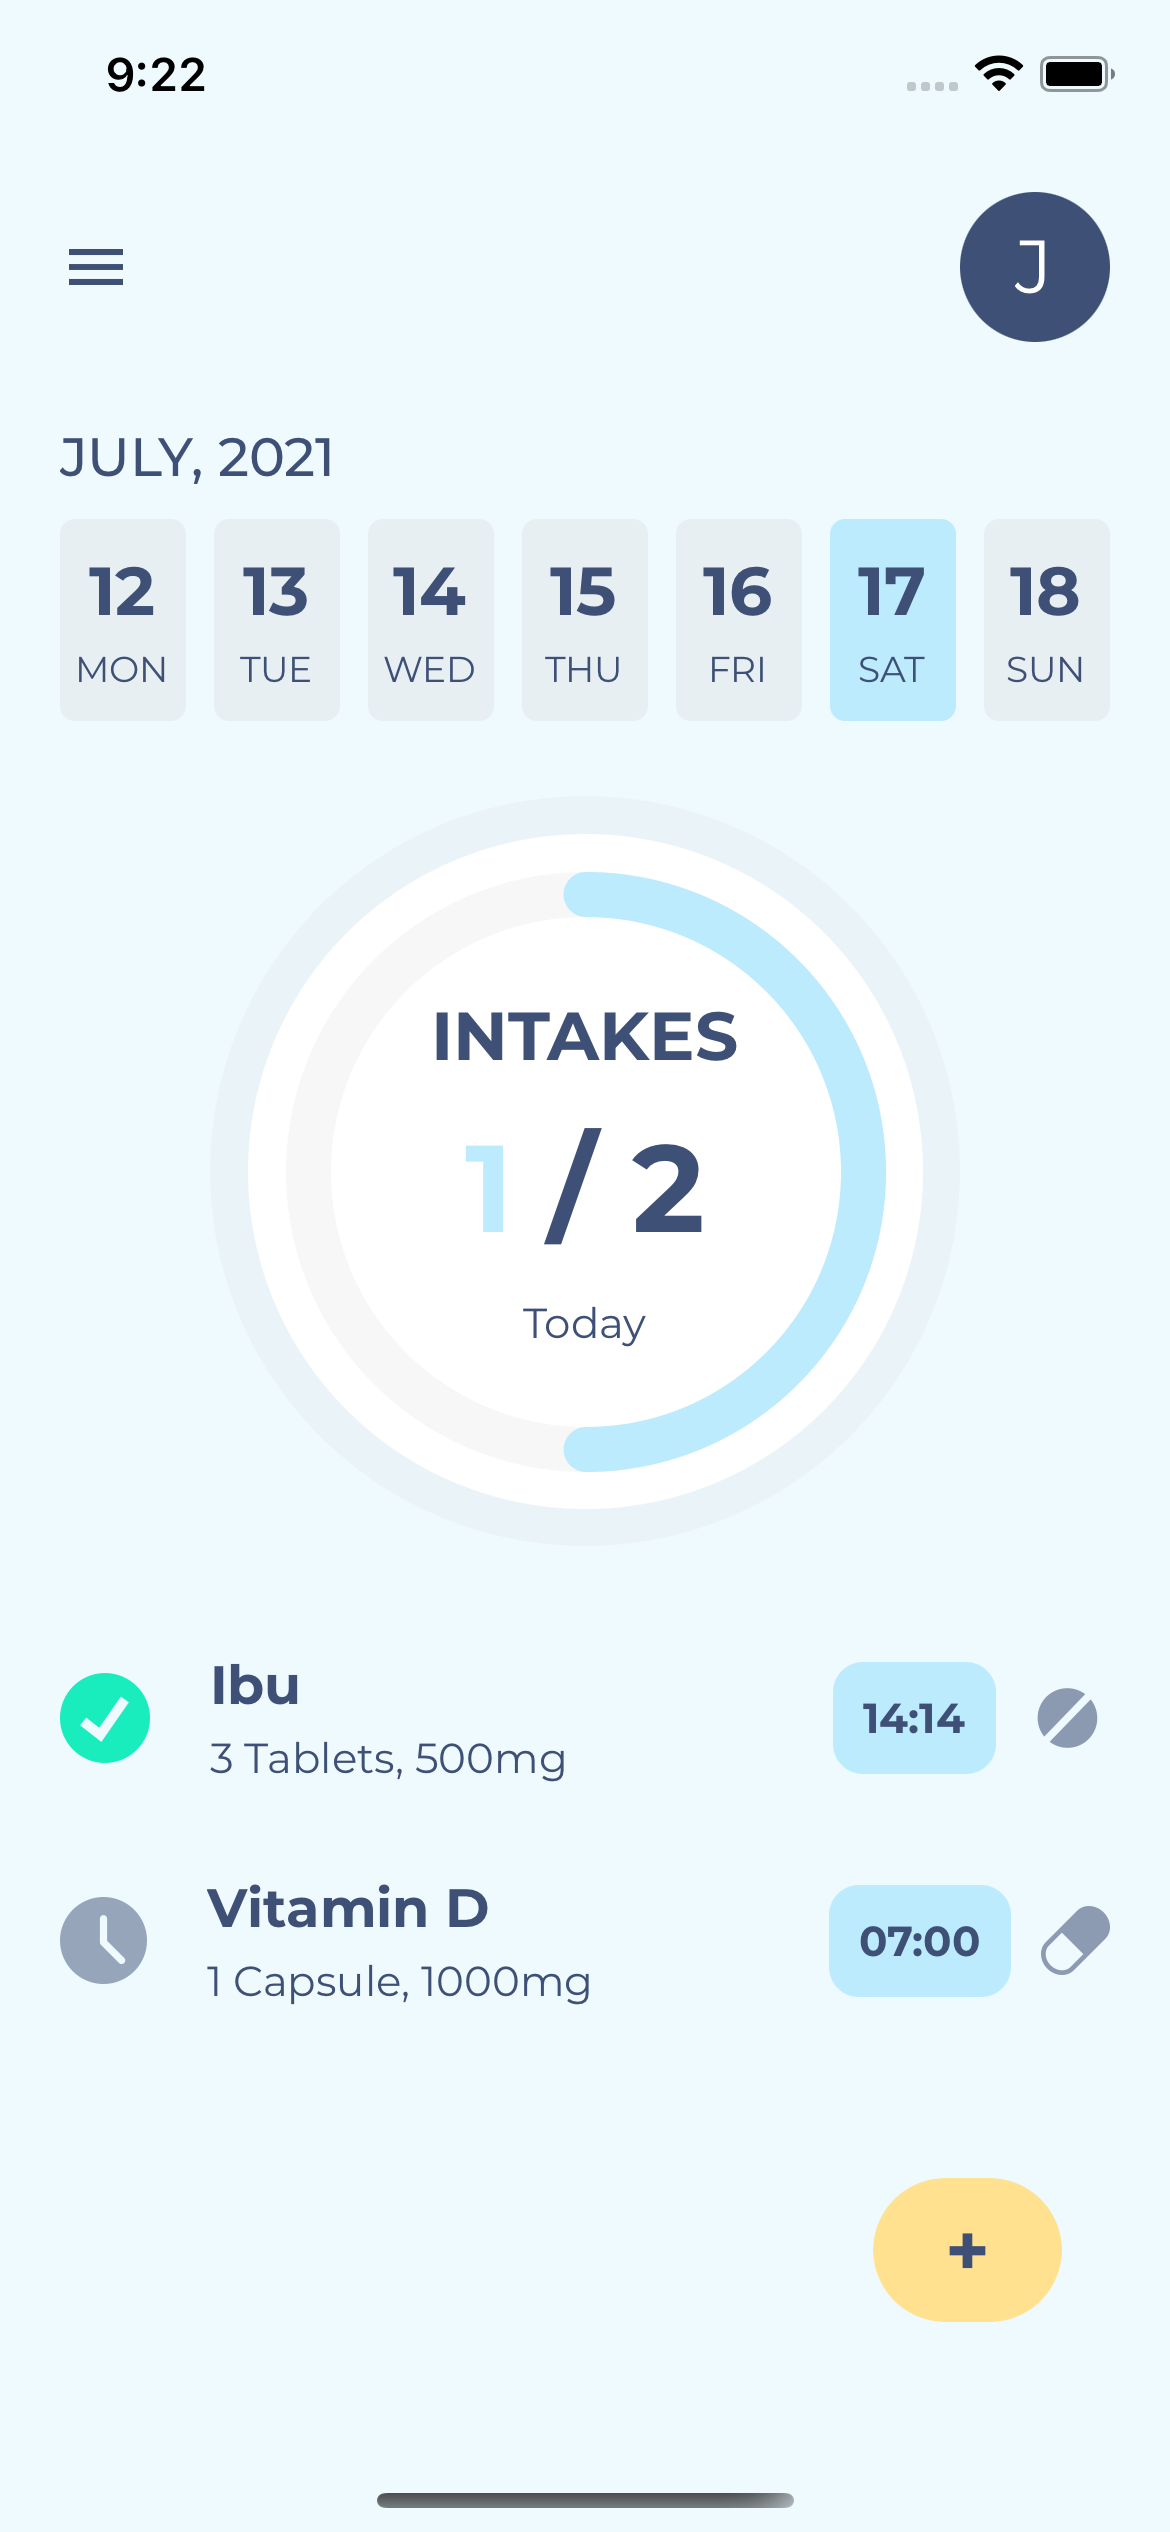 9:22
J
JULY, 2021
12 13 14 15 16 17 18
MON TUE WED THU FRI SAT SUN
INTAKES
1 / 2
Today
Ibu
3 Tablets, 500mg
14:14
Vitamin D
1 Capsule, 1000mg
07:00
+